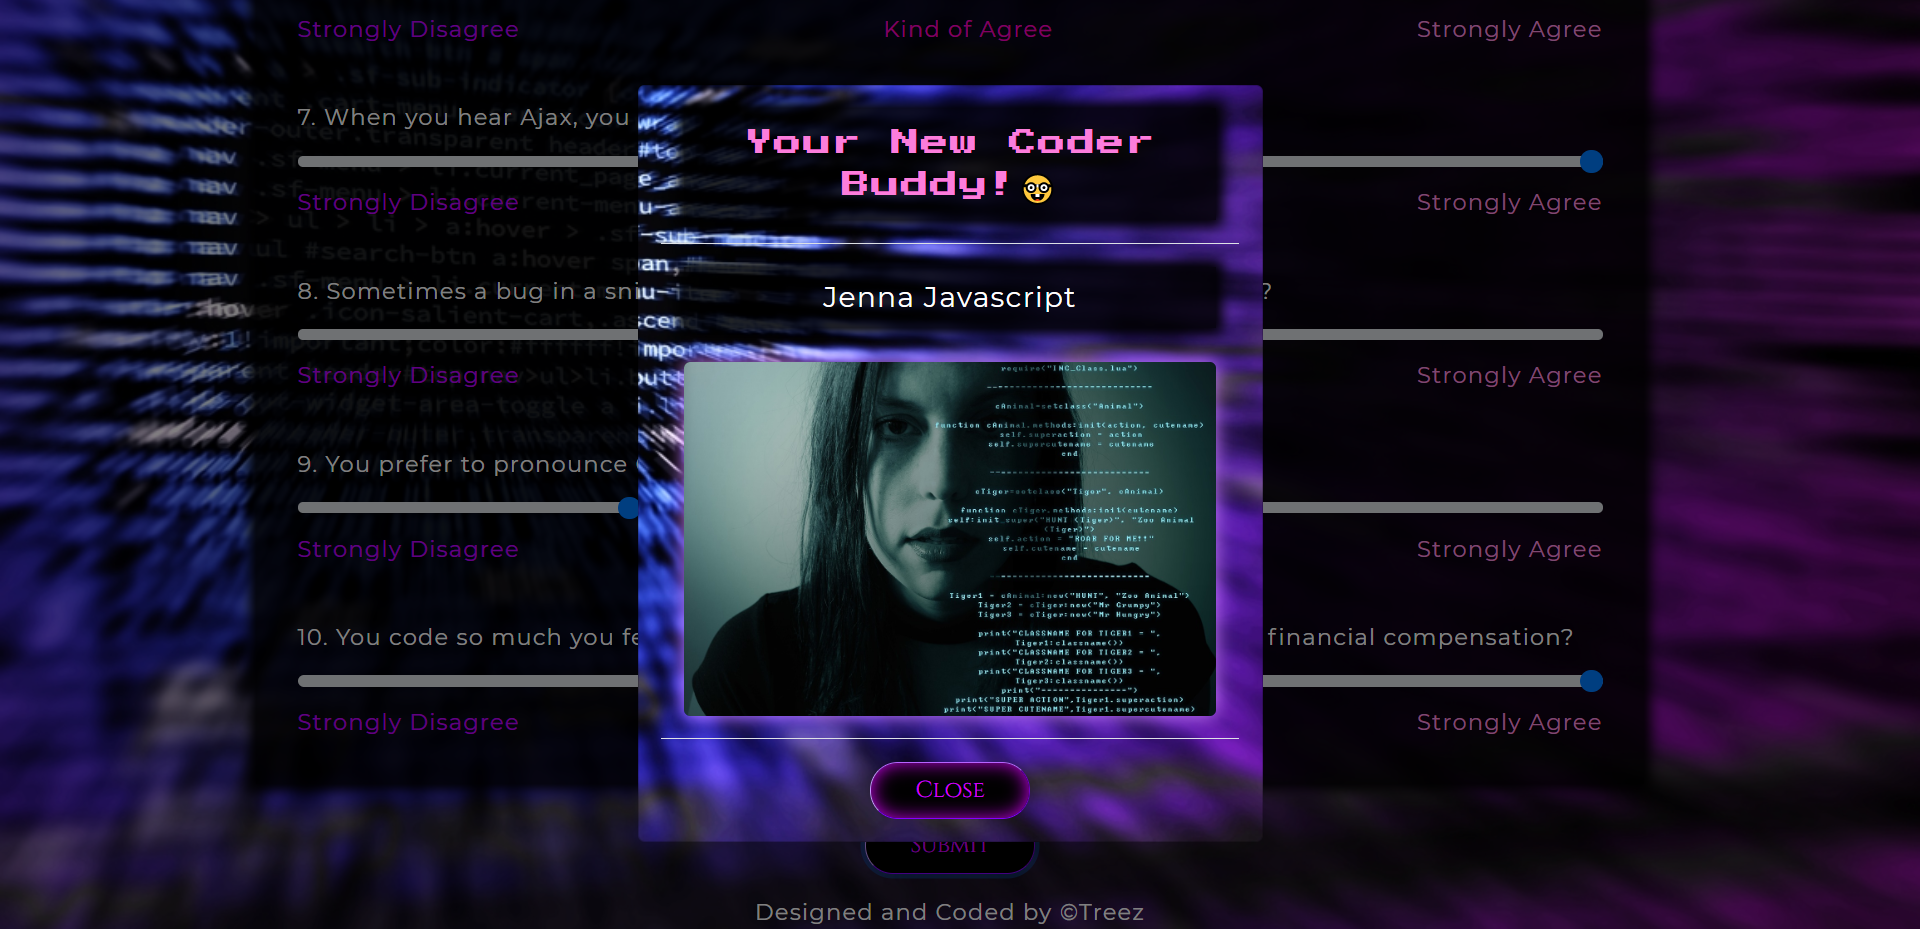 Strongly Disagree Kind of Agree Strongly Agree
7. When you hear Ajax, you
Strongly Disagree Strongly Agree
8. Sometimes a bug in a sni ?
Strongly Disagree Strongly Agree
9. You prefer to pronounce
Strongly Disagree Strongly Agree
10. You code so much you fe financial compensation?
Strongly Disagree Strongly Agree
Your New Coder
Buddy! 🤓
Jenna Javascript
require("INC_Class.lua")
cAnimal=setclass("Animal")
function cAnimal.methods:init(action, cutename)
self.superaction = action
self.supercutename = cutename
end
cTiger=setclass("Tiger", cAnimal)
function cTiger.methods:init(cutename)
self:init_super("HUNT (Tiger)", "Zoo Animal
(Tiger)")
self.action = "ROAR FOR ME!!"
self.cutename = cutename
end
Tiger1 = cAnimal:new("HUNT", "Zoo Animal")
Tiger2 = cTiger:new("Mr Grumpy")
Tiger3 = cTiger:new("Mr Hungry")
print("CLASSNAME FOR TIGER1 = ",
Tiger1:classname())
print("CLASSNAME FOR TIGER2 = ",
Tiger2:classname())
print("CLASSNAME FOR TIGER3 = ",
Tiger3:classname())
print("---------------")
print("SUPER ACTION",Tiger1.superaction)
print("SUPER CUTENAME",Tiger1.supercutename)
Close
Submit
Designed and Coded by ©Treez